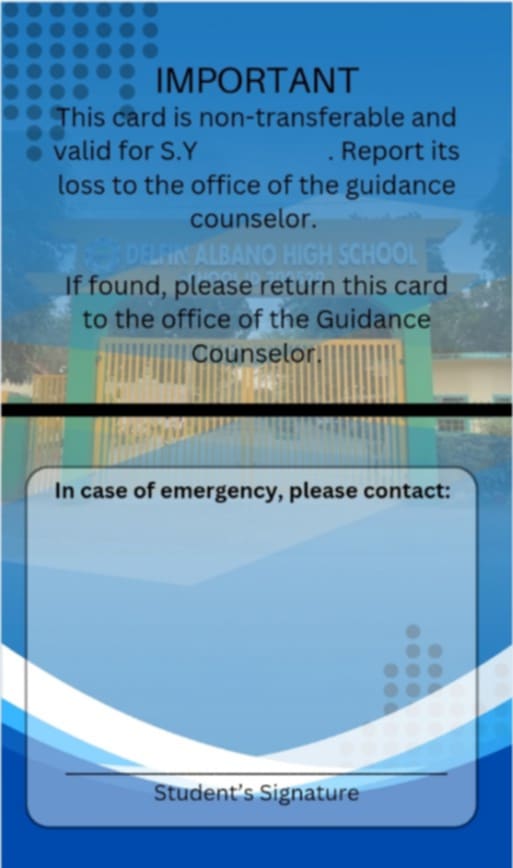 IMPORTANT
This card is non-transferable and
valid for S.Y . Report its
loss to the office of the guidance
counselor.
DELFIN ALBANO HIGH SCHOOL
If found, please return this card
to the office of the Guidance
Counselor.
In case of emergency, please contact:
Student's Signature